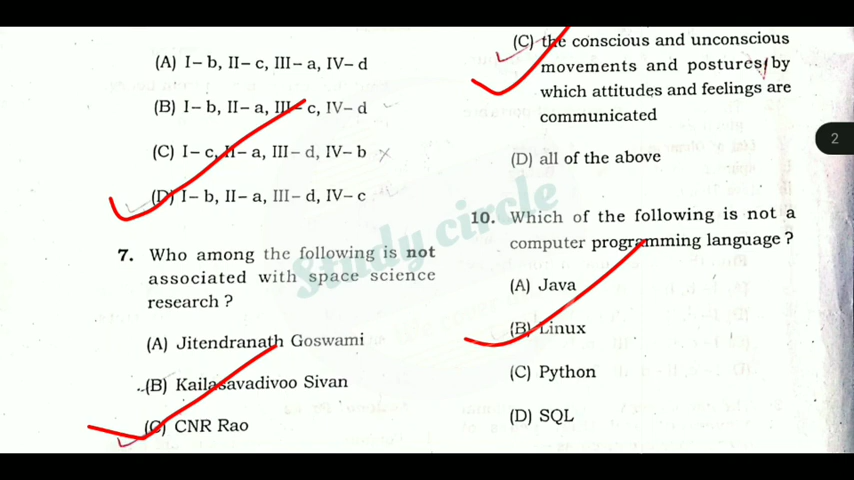 (A) I– b, II– c, III– a, IV– d
(B) I– b, II– a, III– c, IV– d
(C) I– c, II– a, III– d, IV– b
(D) I– b, II– a, III– d, IV– c
7. Who among the following is not
associated with space science
research ?
(A) Jitendranath Goswami
(B) Kailasavadivoo Sivan
(C) CNR Rao
(C) the conscious and unconscious
movements and postures by
which attitudes and feelings are
communicated
(D) all of the above
10. Which of the following is not a
computer programming language ?
(A) Java
(B) Linux
(C) Python
(D) SQL
Study circle
2